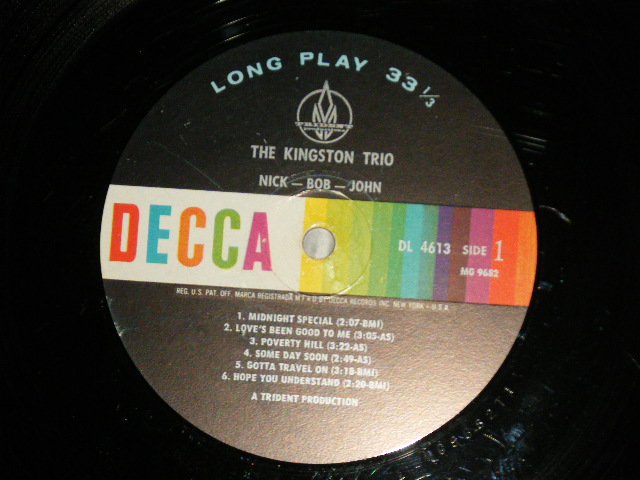 LONG PLAY 33 1/3
TRIDENT
THE KINGSTON TRIO
NICK — BOB — JOHN
DECCA
DL 4613 SIDE 1
MG 9682
REG. U.S. PAT. OFF. MARCA REGISTRADA • MF'D BY DECCA RECORDS INC. NEW YORK • U.S.A.
1. MIDNIGHT SPECIAL (2:07-BMI)
2. LOVE'S BEEN GOOD TO ME (3:05-AS)
3. POVERTY HILL (3:22-AS)
4. SOME DAY SOON (2:49-AS)
5. GOTTA TRAVEL ON (3:18-BMI)
6. HOPE YOU UNDERSTAND (2:20-BMI)
A TRIDENT PRODUCTION